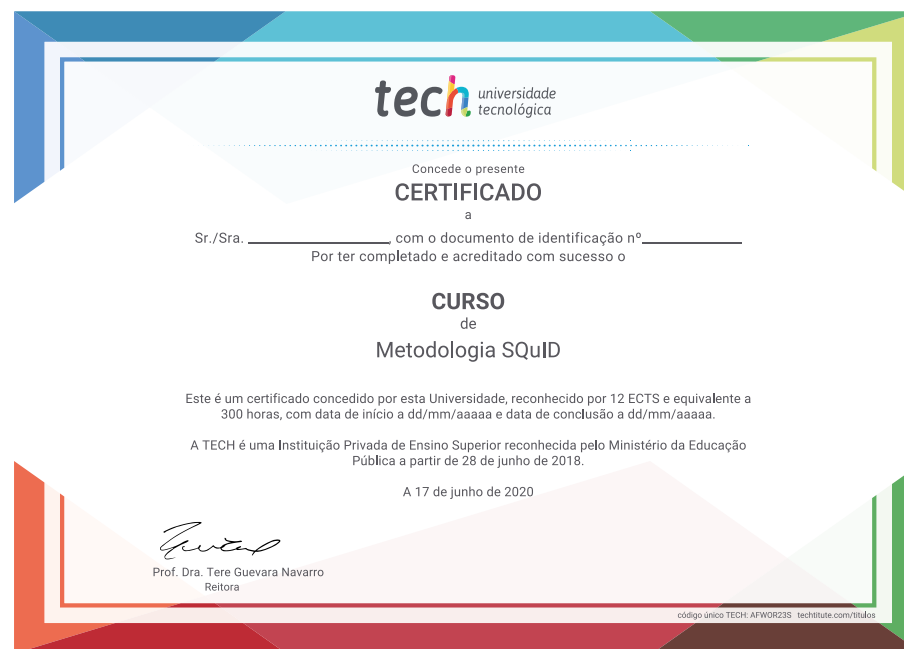 tech universidade
tecnológica
Concede o presente
CERTIFICADO
a
Sr./Sra. ________________, com o documento de identificação nº___________
Por ter completado e acreditado com sucesso o
CURSO
de
Metodologia SQuID
Este é um certificado concedido por esta Universidade, reconhecido por 12 ECTS e equivalente a
300 horas, com data de início a dd/mm/aaaaa e data de conclusão a dd/mm/aaaaa.
A TECH é uma Instituição Privada de Ensino Superior reconhecida pelo Ministério da Educação
Pública a partir de 28 de junho de 2018.
A 17 de junho de 2020
Prof. Dra. Tere Guevara Navarro
Reitora
código único TECH: AFWOR23S techtitute.com/titulos